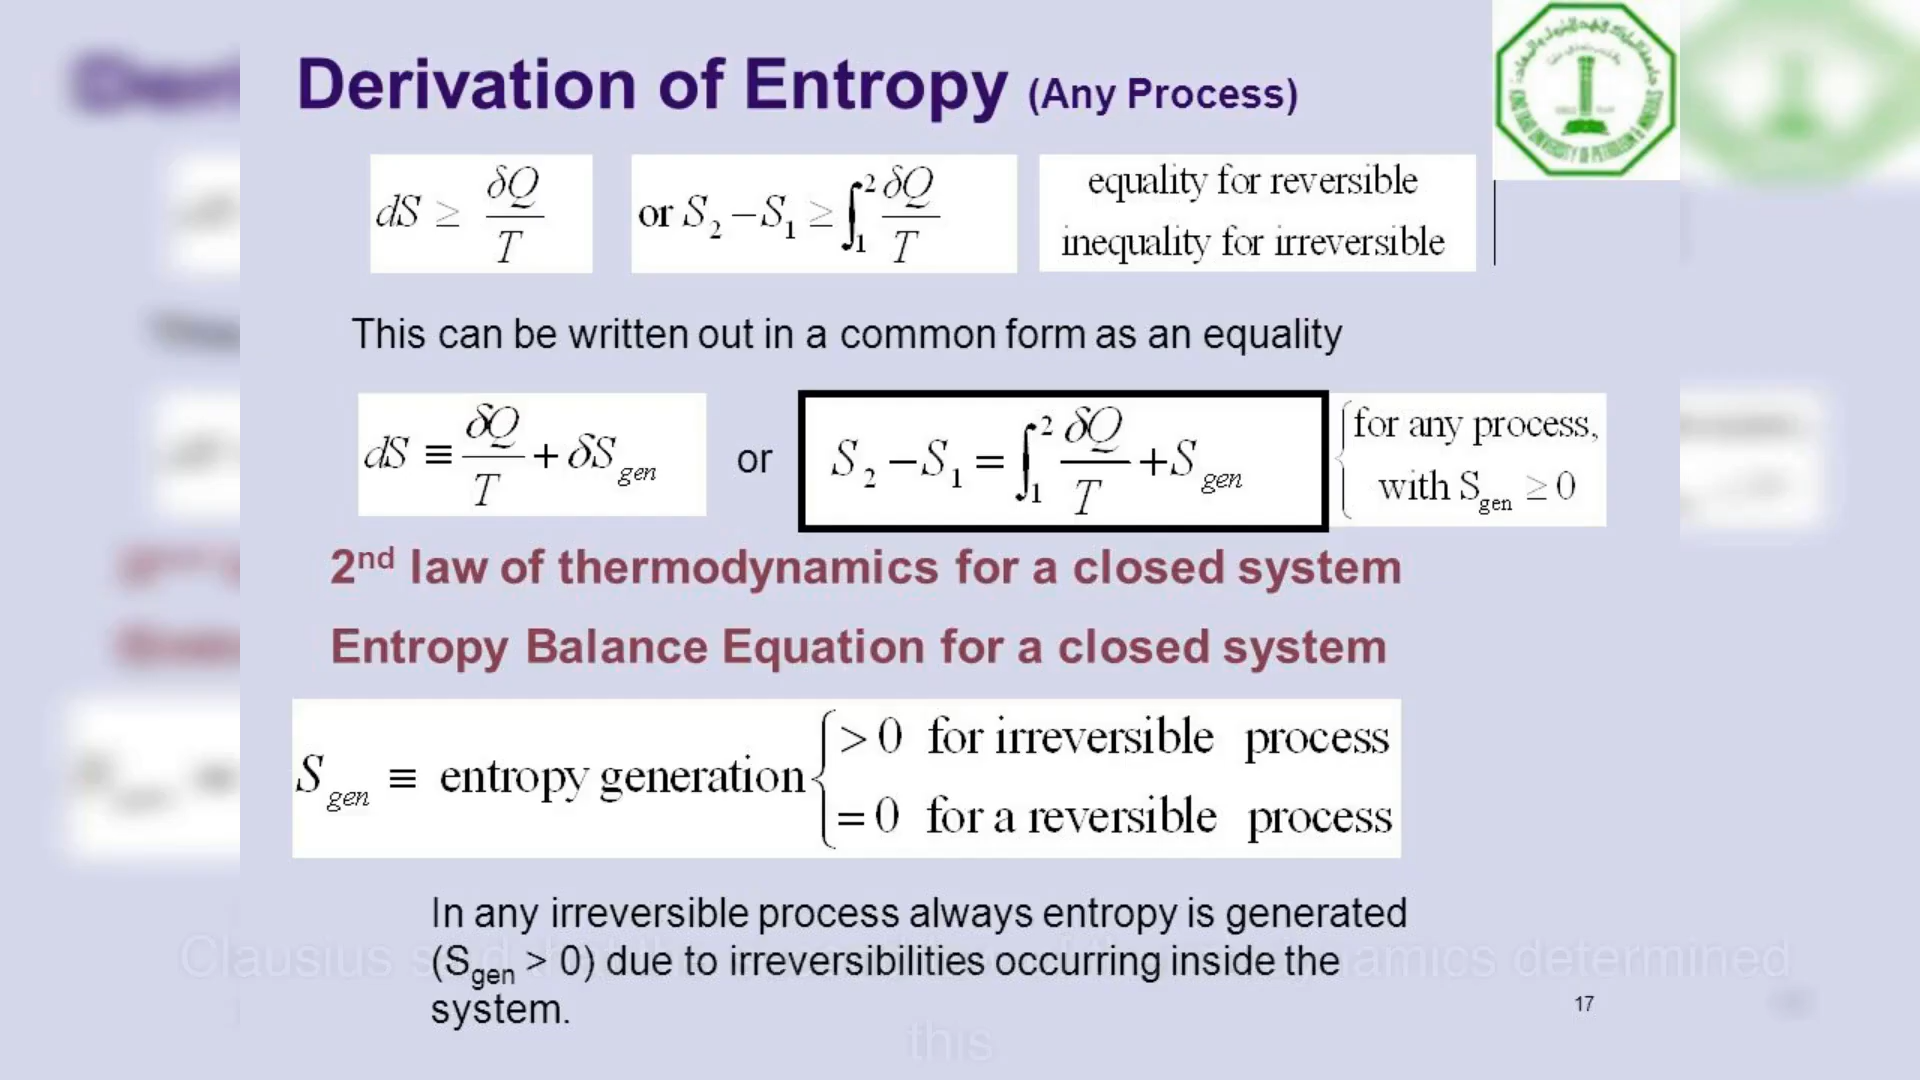 Derivation of Entropy (Any Process)
dS ≥ δQ/T
or S₂ – S₁ ≥ ∫₁² δQ/T
equality for reversible
inequality for irreversible
This can be written out in a common form as an equality
dS ≡ δQ/T + δS_gen
or
S₂ – S₁ = ∫₁² δQ/T + S_gen
for any process,
with S_gen ≥ 0
2nd law of thermodynamics for a closed system
Entropy Balance Equation for a closed system
S_gen ≡ entropy generation { > 0 for irreversible process
= 0 for a reversible process
In any irreversible process always entropy is generated
(S_gen > 0) due to irreversibilities occurring inside the
system.
17
Clausius determined
this